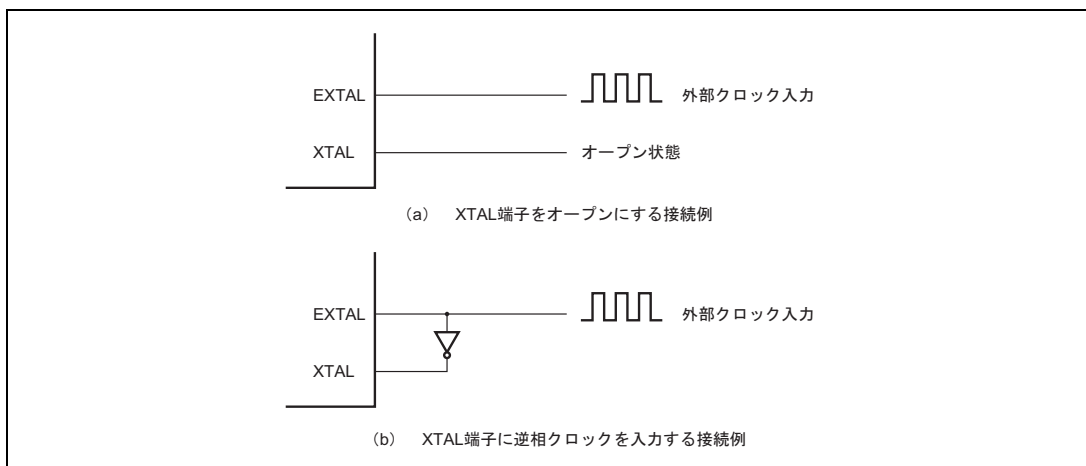 EXTAL
外部クロック入力
XTAL
オープン状態
（a） XTAL端子をオープンにする接続例
EXTAL
外部クロック入力
XTAL
（b） XTAL端子に逆相クロックを入力する接続例